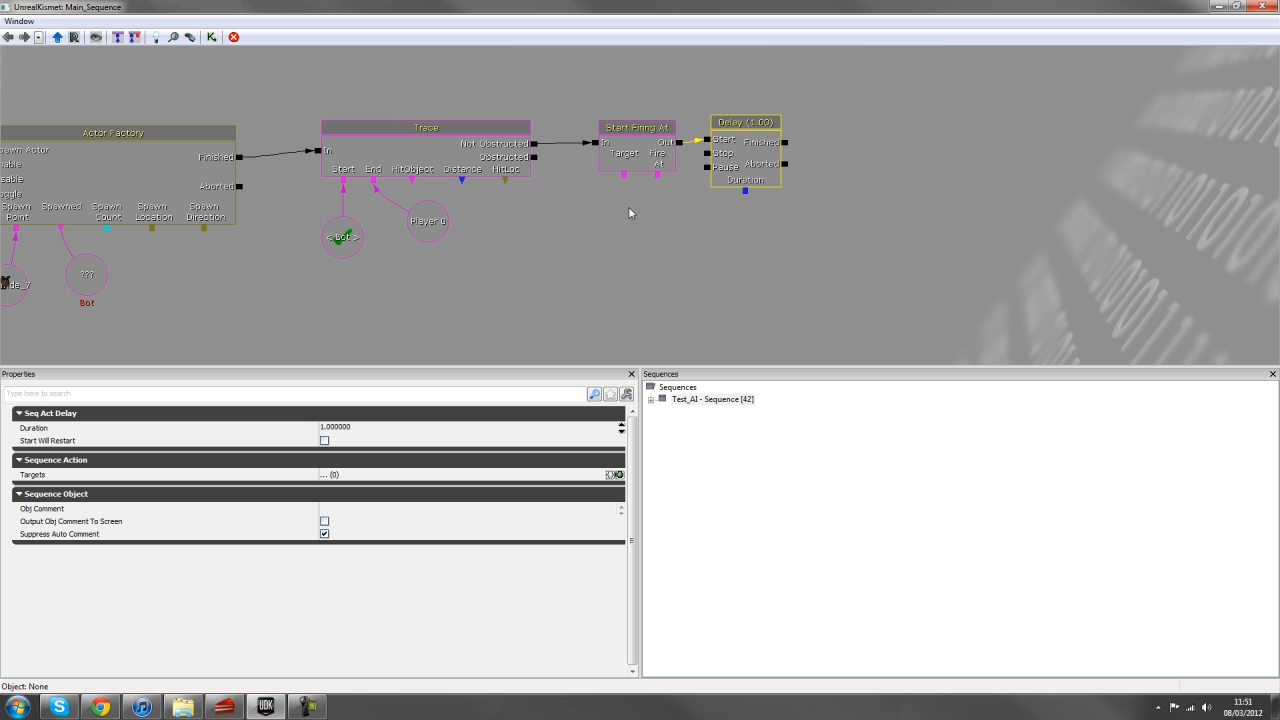 UnrealKismet: Main_Sequence
Window
Actor Factory
Spawn Actor
Finished
Aborted
Spawn Point
Spawned
Spawn Count
Spawn Location
Spawn Direction
???
Bot
Trace
In
Not Obstructed
Obstructed
Start
End
HitObject
Distance
HitLoc
< Bot >
Player 0
Start Firing At
In
Out
Target
Fire At
Delay (1.00)
Start
Finished
Stop
Aborted
Pause
Duration
Properties
Type here to search
Seq Act Delay
Duration
1.000000
Start Will Restart
Sequence Action
Targets
... (0)
Sequence Object
Obj Comment
Output Obj Comment To Screen
Suppress Auto Comment
Sequences
Sequences
Test_AI - Sequence [42]
Object: None
UDK
11:51
08/03/2012